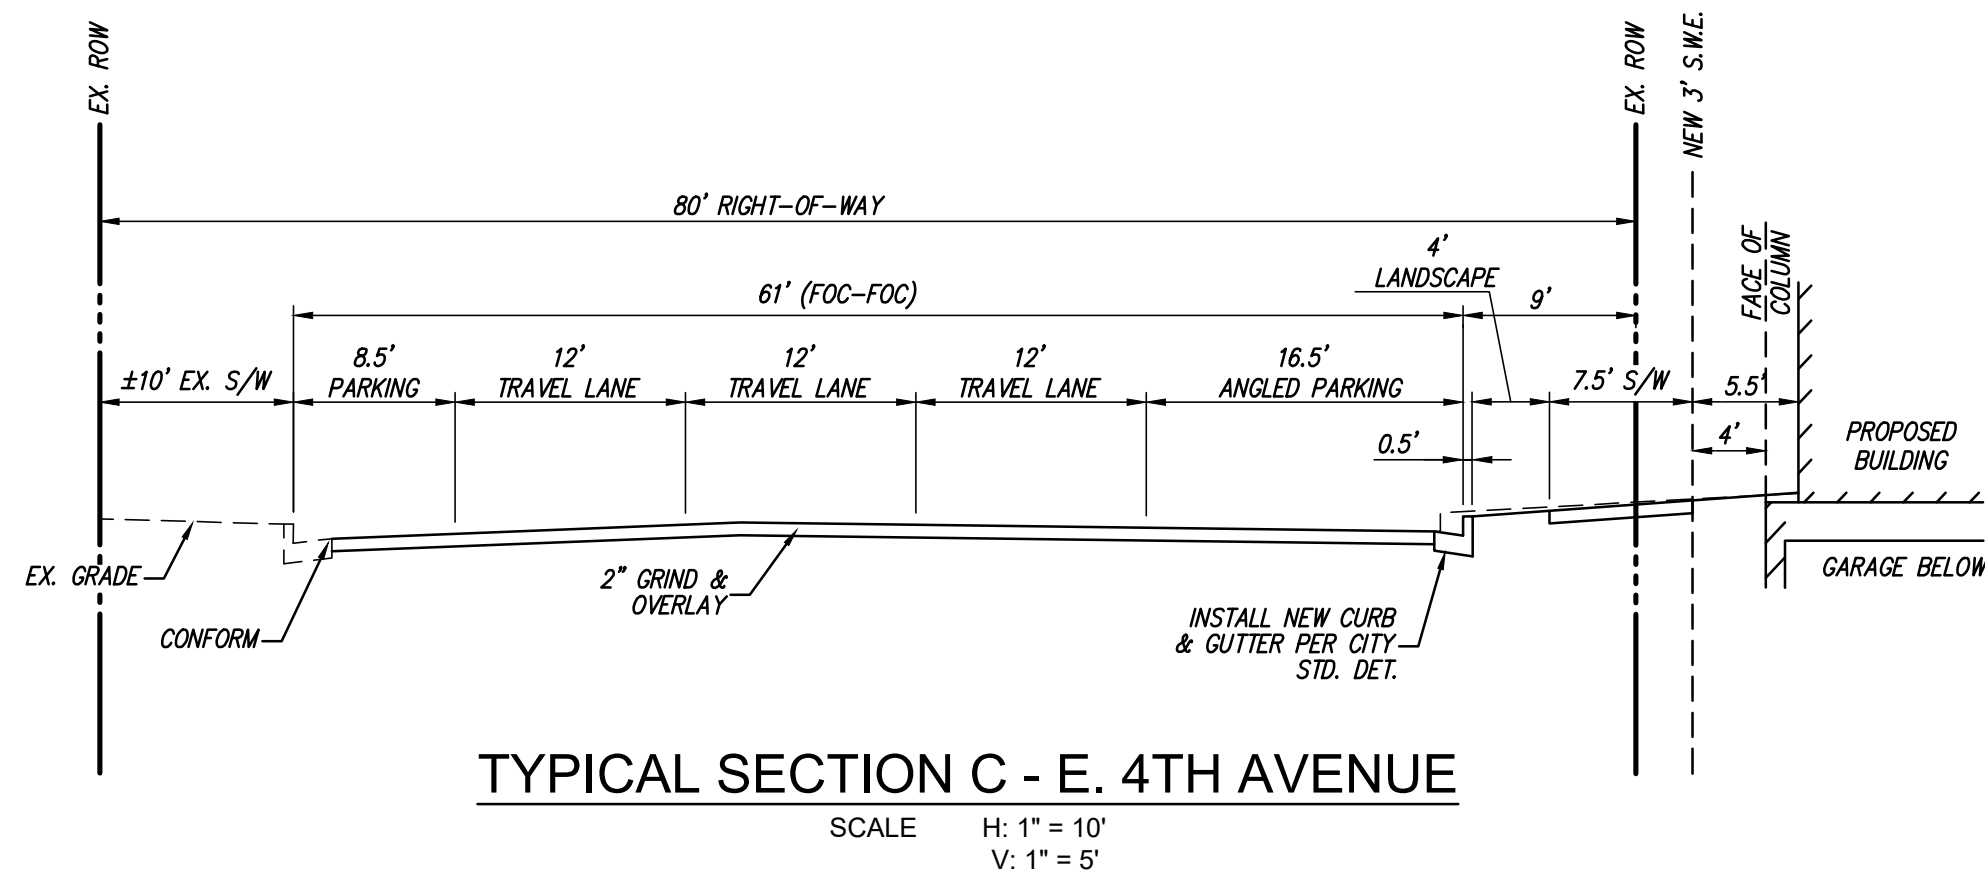 EX. ROW
EX. ROW
NEW 3' S.W.E.
80' RIGHT-OF-WAY
4'
LANDSCAPE
FACE OF
COLUMN
61' (FOC-FOC)
9'
8.5'
PARKING
12'
TRAVEL LANE
12'
TRAVEL LANE
12'
TRAVEL LANE
16.5'
ANGLED PARKING
±10' EX. S/W
7.5' S/W
5.5'
0.5'
4'
PROPOSED
BUILDING
EX. GRADE
CONFORM
2" GRIND &
OVERLAY
INSTALL NEW CURB
& GUTTER PER CITY
STD. DET.
GARAGE BELOW
TYPICAL SECTION C - E. 4TH AVENUE
SCALE H: 1" = 10'
V: 1" = 5'